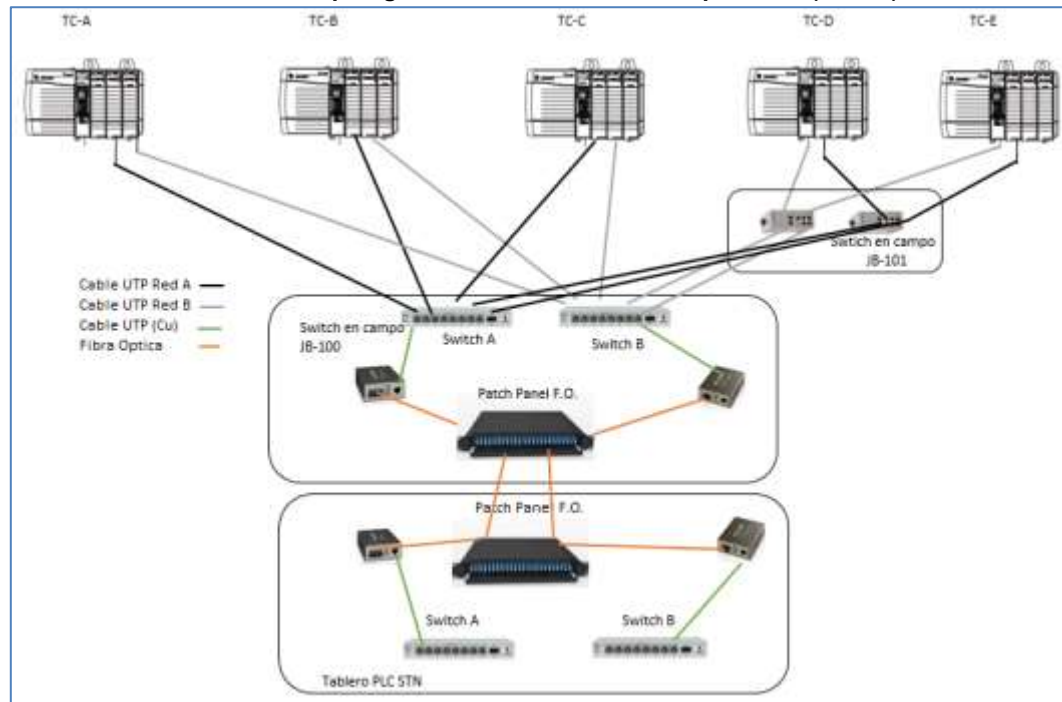 TC-A
TC-B
TC-C
TC-D
TC-E
Switich en campo
JB-101
Cable UTP Red A
Cable UTP Red B
Cable UTP (Cu)
Fibra Optica
Switch en campo
JB-100
Switch A
Switch B
Patch Panel F.O.
Patch Panel F.O.
Switch A
Switch B
Tablero PLC STN